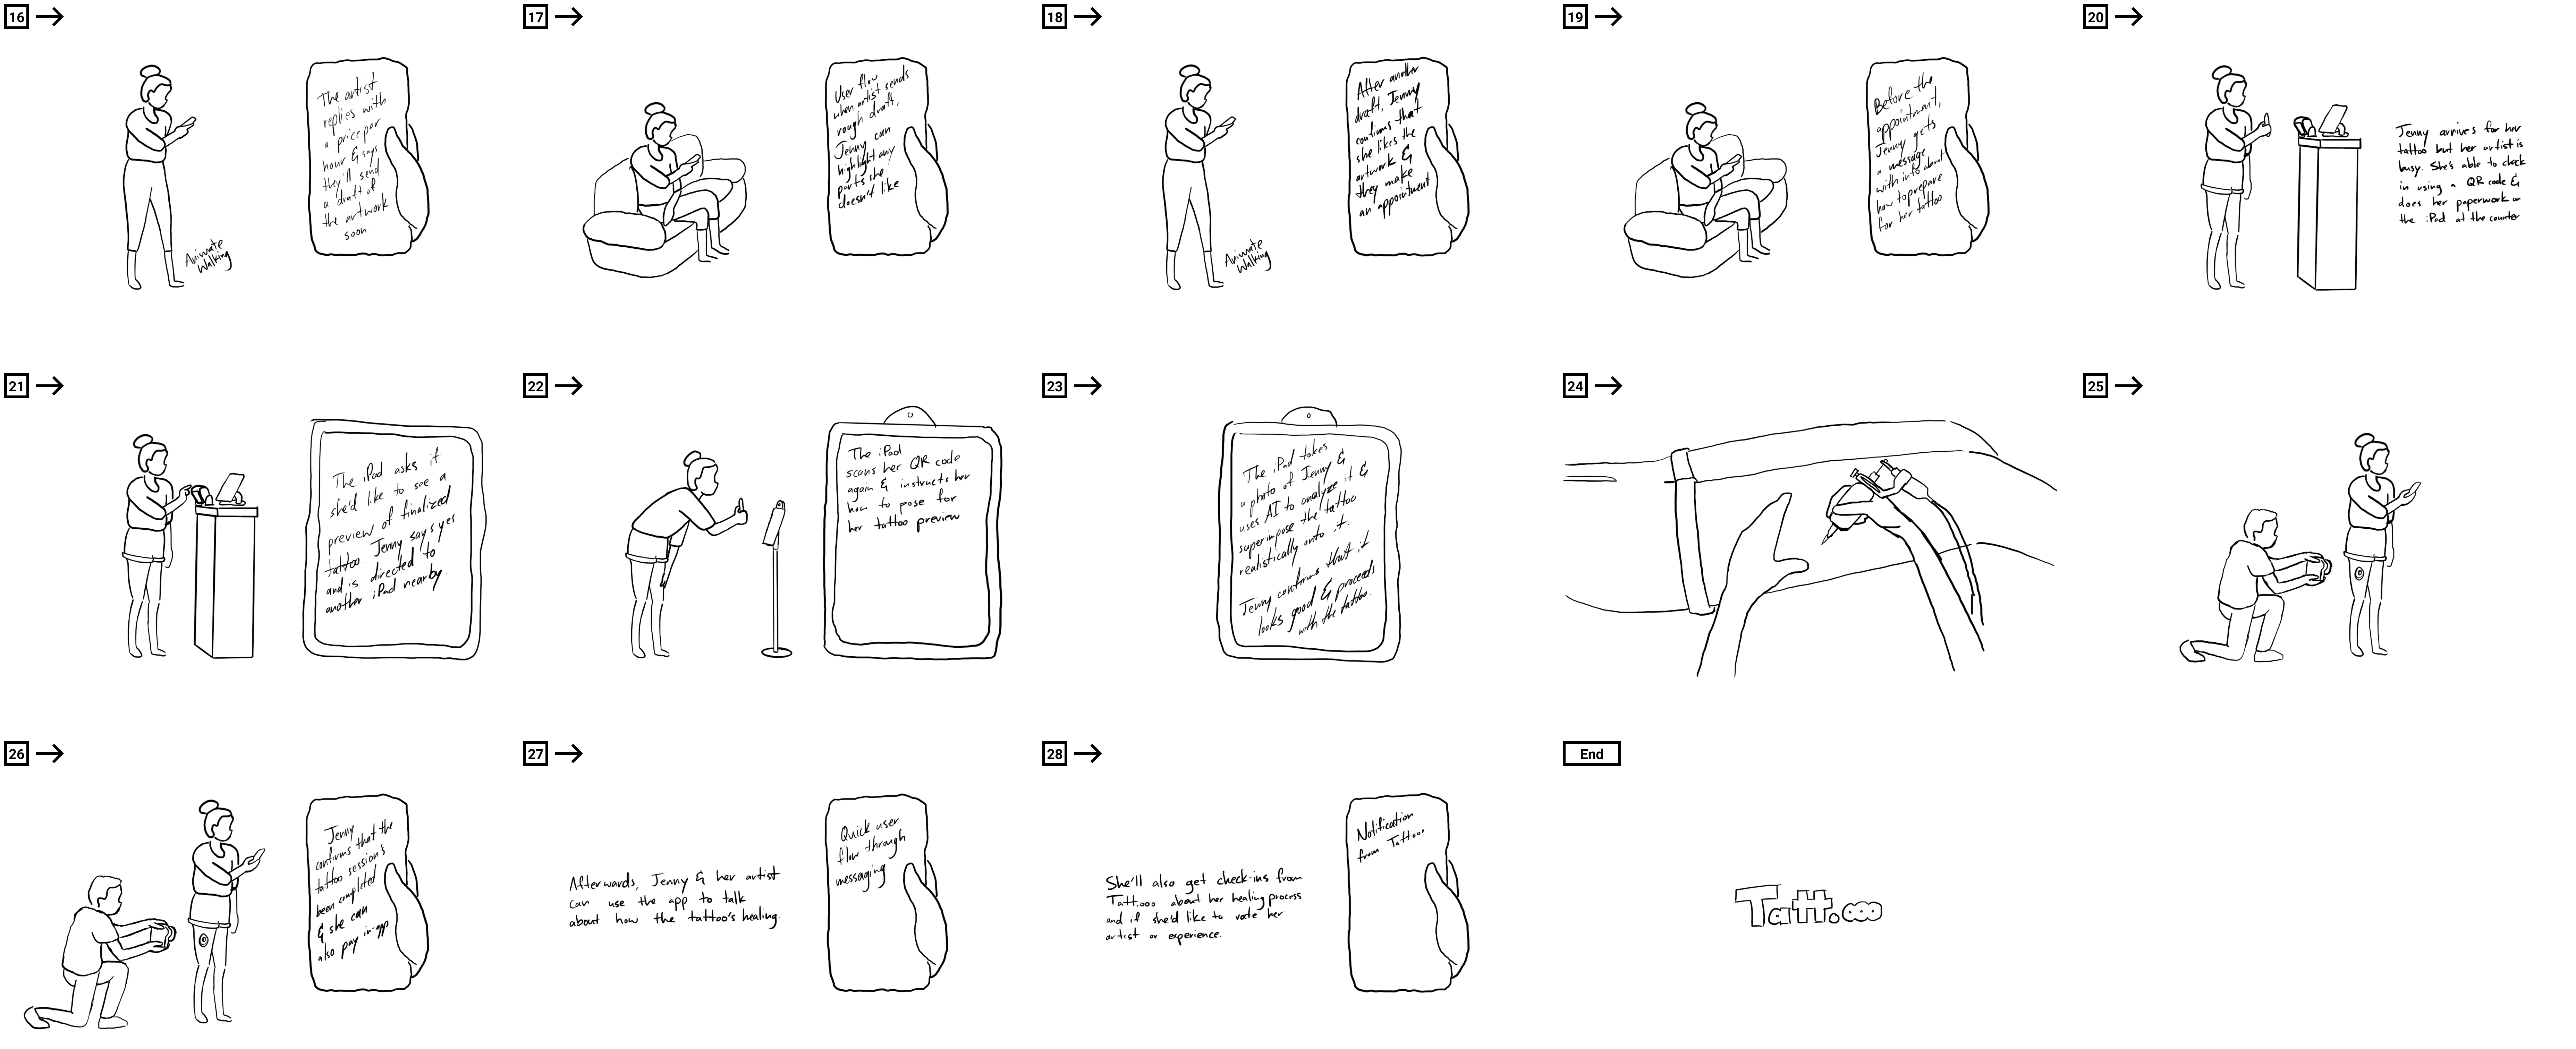 16
The artist
replies with
a price per
hour & says
they'll send
a draft of
the artwork
soon
Animate
Walking
17
User flow
when artist sends
rough draft,
Jenny can
highlight any
parts she
doesn't like
18
After another
draft, Jenny
confirms that
she likes the
artwork &
they make
an appointment
Animate
Walking
19
Before the
appointment,
Jenny gets
a message
with info about
how to prepare
for her tattoo
20
Jenny arrives for her
tattoo but her artist is
busy. She's able to check
in using a QR code &
does her paperwork on
the iPad at the counter
21
The iPad asks if
she'd like to see a
preview of finalized
tattoo. Jenny says yes
and is directed to
another iPad nearby.
22
The iPad
scans her QR code
again & instructs her
how to pose for
her tattoo preview
23
The iPad takes
a photo of Jenny &
uses AI to analyze it &
superimpose the tattoo
realistically onto it.
Jenny confirms that it
looks good & proceeds
with the tattoo.
24
25
26
Jenny
confirms that the
tattoo session's
been completed
& she can
also pay in-app
27
Afterwards, Jenny & her artist
can use the app to talk
about how the tattoo's healing.
Quick user
flow through
messaging
28
She'll also get check-ins from
Tatt.ooo about her healing process
and if she'd like to rate her
artist or experience.
Notification
from Tatt.ooo
End
Tatt.ooo